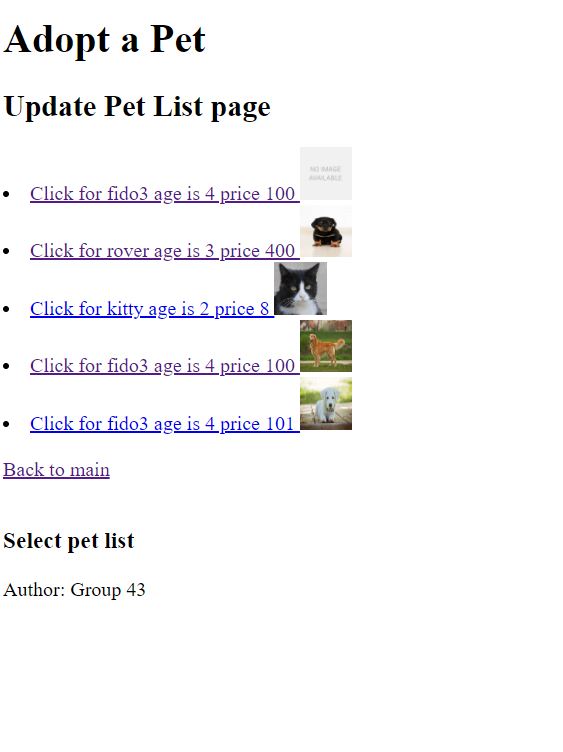 Adopt a Pet
Update Pet List page
NO IMAGE
AVAILABLE
Click for fido3 age is 4 price 100
Click for rover age is 3 price 400
Click for kitty age is 2 price 8
Click for fido3 age is 4 price 100
Click for fido3 age is 4 price 101
Back to main
Select pet list
Author: Group 43